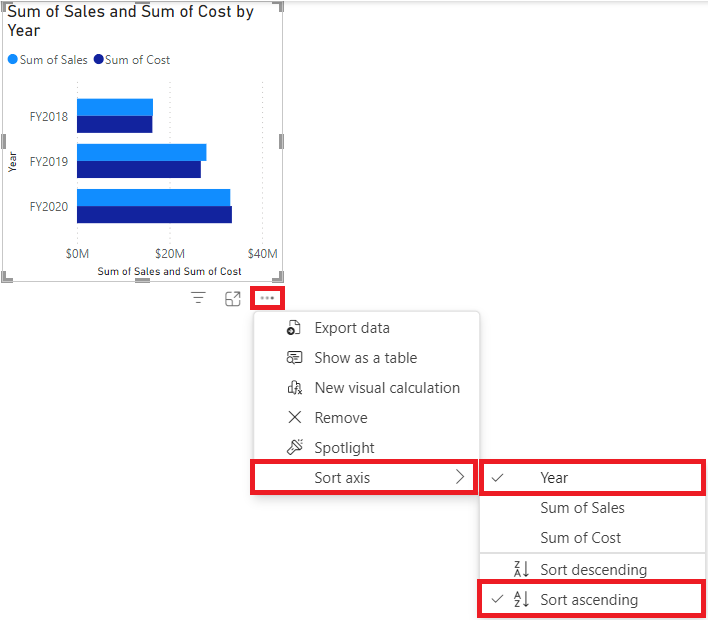 Sum of Sales and Sum of Cost by
Year
Sum of Sales Sum of Cost
FY2018
FY2019
FY2020
Year
$0M $20M $40M
Sum of Sales and Sum of Cost
Export data
Show as a table
New visual calculation
Remove
Spotlight
Sort axis
Year
Sum of Sales
Sum of Cost
Sort descending
Sort ascending